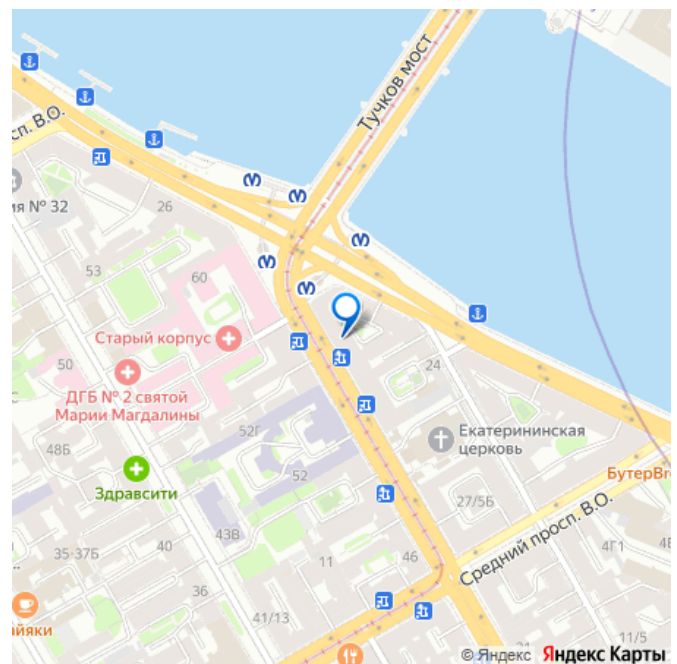 Тучков мост
сп. В.О.
ия № 32
26
53
60
Старый корпус
50
ДГБ № 2 святой
Марии Магдалины
24
52Г
Екатерининская
церковь
48Б
Здравсити
52
БутерBro
27/5Б
Средний просп. В.О.
43В
35-37Б
40
46
4Г1
11
36
41/13
айяки
11/5
© Яндекс Яндекс Карты